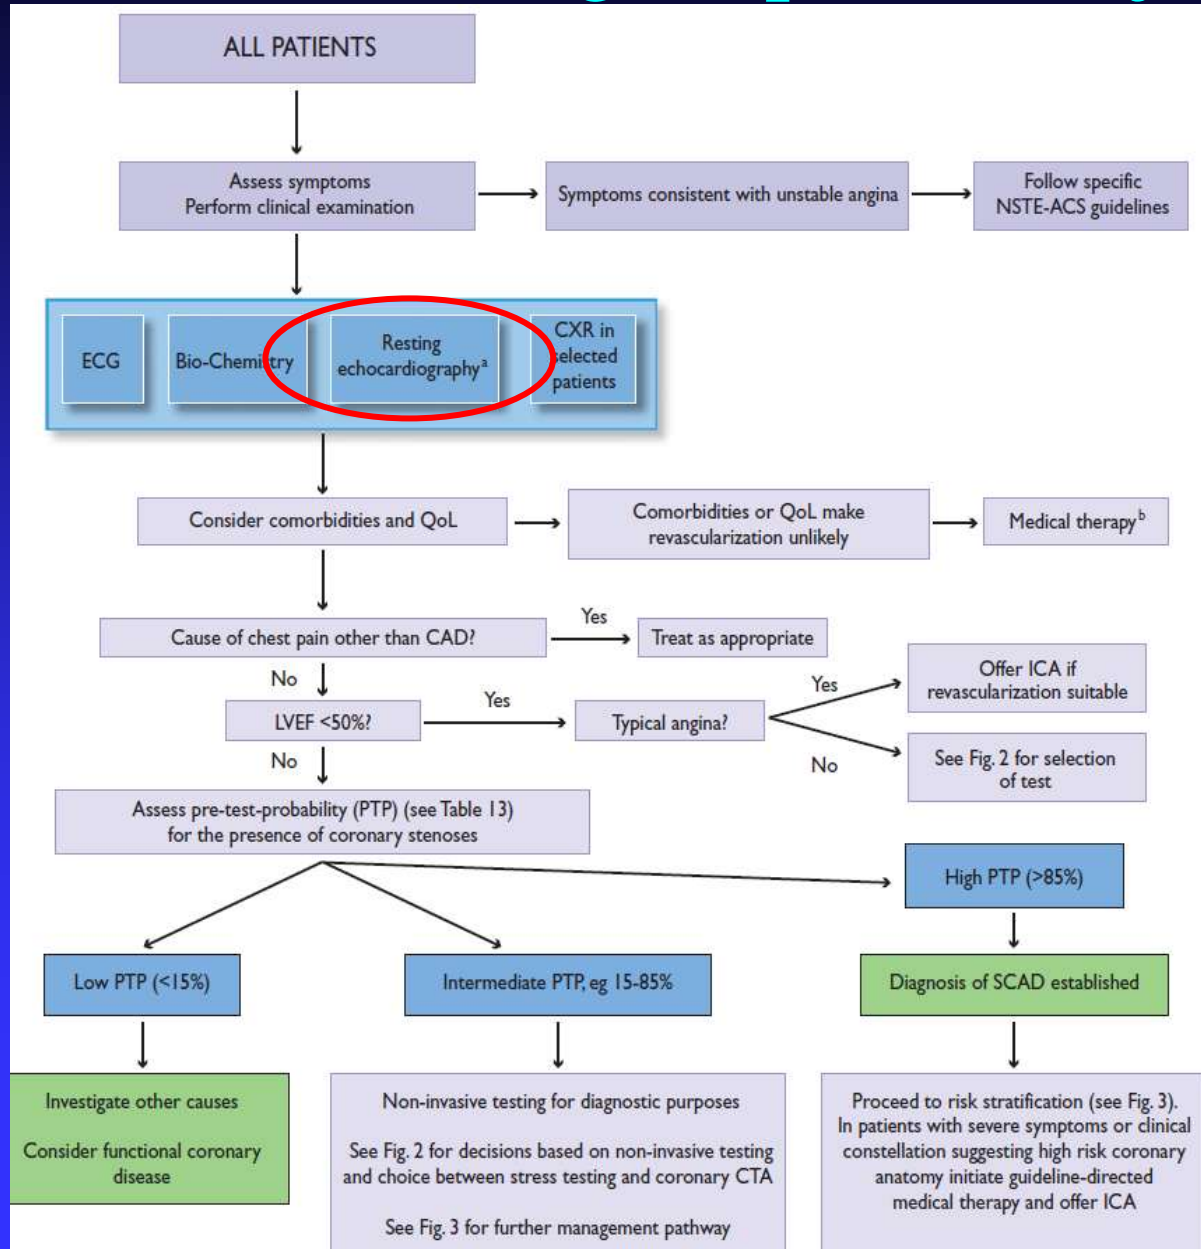 ALL PATIENTS
Assess symptoms
Perform clinical examination
Symptoms consistent with unstable angina
Follow specific
NSTE-ACS guidelines
ECG
Bio-Chemistry
Resting
echocardiographyᵃ
CXR in
selected
patients
Consider comorbidities and QoL
Comorbidities or QoL make
revascularization unlikely
Medical therapyᵇ
Cause of chest pain other than CAD?
Yes
Treat as appropriate
No
LVEF <50%?
Yes
Typical angina?
Yes
Offer ICA if
revascularization suitable
No
See Fig. 2 for selection
of test
No
Assess pre-test-probability (PTP) (see Table 13)
for the presence of coronary stenoses
High PTP (>85%)
Low PTP (<15%)
Intermediate PTP, eg 15-85%
Diagnosis of SCAD established
Investigate other causes
Consider functional coronary
disease
Non-invasive testing for diagnostic purposes
See Fig. 2 for decisions based on non-invasive testing
and choice between stress testing and coronary CTA
See Fig. 3 for further management pathway
Proceed to risk stratification (see Fig. 3).
In patients with severe symptoms or clinical
constellation suggesting high risk coronary
anatomy initiate guideline-directed
medical therapy and offer ICA